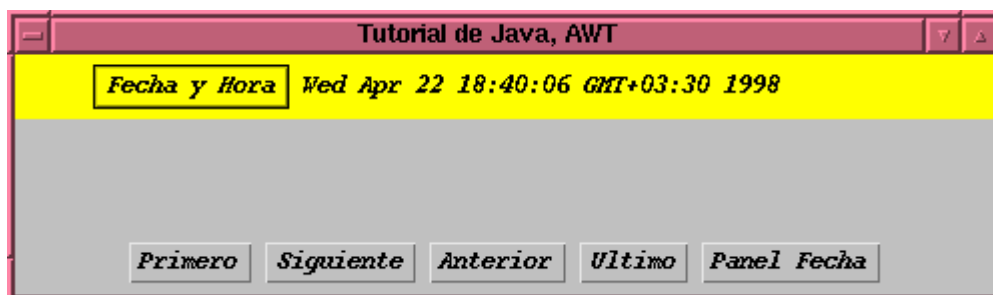 Tutorial de Java, AWT
Fecha y Hora Wed Apr 22 18:40:06 GMT+03:30 1998
Primero Siguiente Anterior Ultimo Panel Fecha